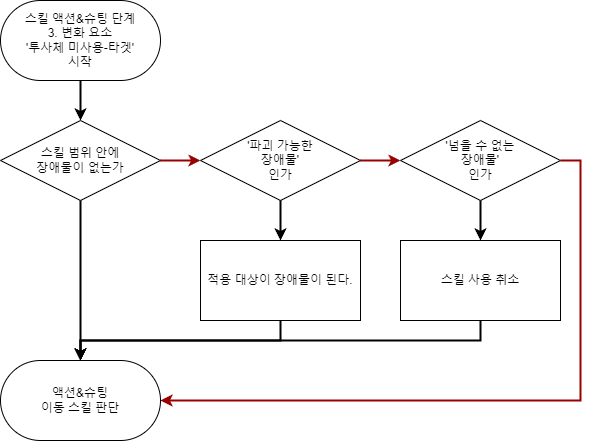 스킬 액션&슈팅 단계
3. 변화 요소
'투사체 미사용-타겟'
시작
스킬 범위 안에
장애물이 없는가
'파괴 가능한
장애물'
인가
'넘을 수 없는
장애물'
인가
적용 대상이 장애물이 된다.
스킬 사용 취소
액션&슈팅
이동 스킬 판단